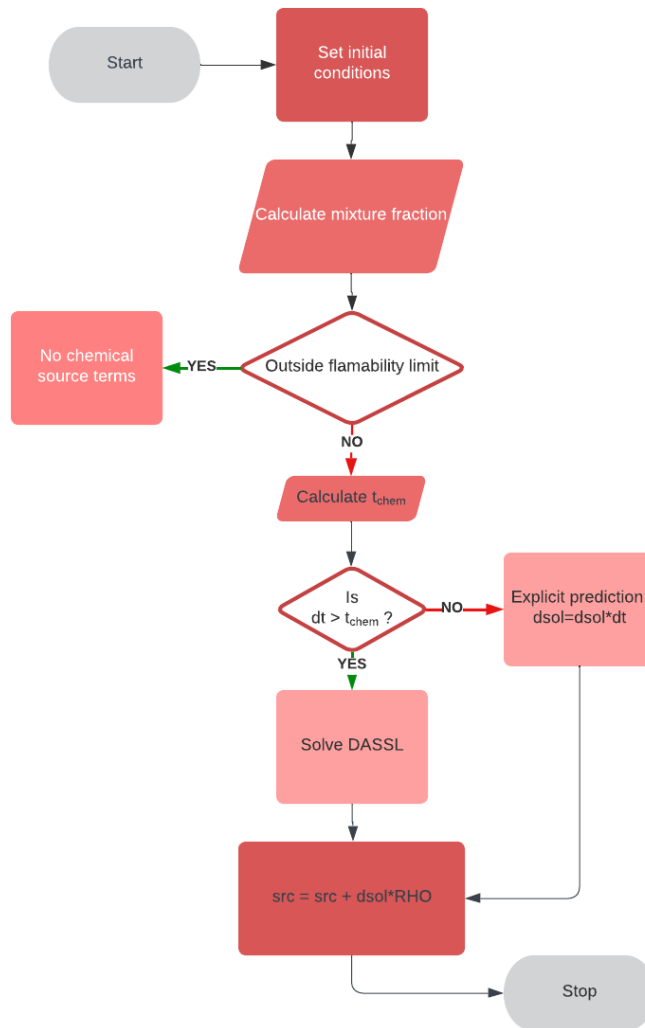 Start
Set initial
conditions
Calculate mixture fraction
Outside flamability limit
YES
No chemical
source terms
NO
Calculate tchem
Is
dt > tchem ?
NO
Explicit prediction
dsol=dsol*dt
YES
Solve DASSL
src = src + dsol*RHO
Stop